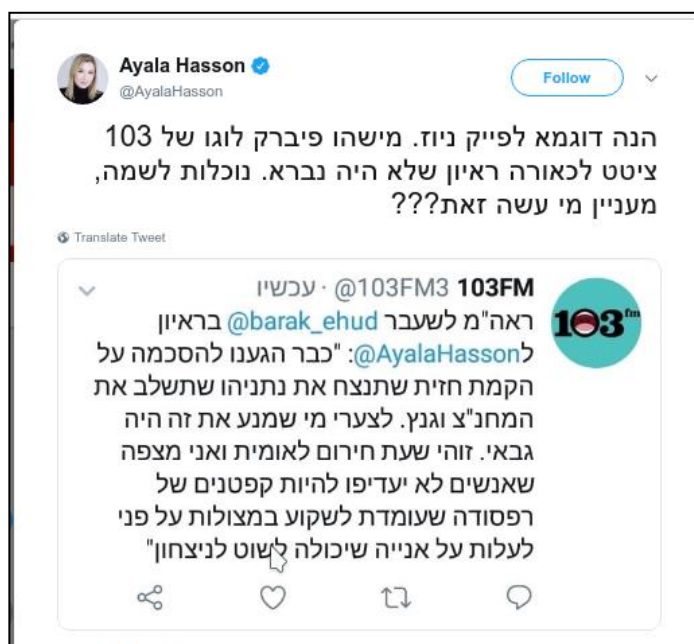 Ayala Hasson
@AyalaHasson
Follow
הנה דוגמא לפייק ניוז. מישהו פיברק לוגו של 103
ציטט לכאורה ראיון שלא היה נברא. נוכלות לשמה,
מעניין מי עשה זאת???
Translate Tweet
103FM @103FM3 · עכשיו
103fm
ראה"מ לשעבר @barak_ehud בראיון
ל@AyalaHasson: "כבר הגענו להסכמה על
הקמת חזית שתנצח את נתניהו שתשלב את
המחנ"צ וגנץ. לצערי מי שמנע את זה היה
גבאי. זוהי שעת חירום לאומית ואני מצפה
שאנשים לא יעדיפו להיות קפטנים של
רפסודה שעומדת לשקוע במצולות על פני
לעלות על אנייה שיכולה לשוט לניצחון"